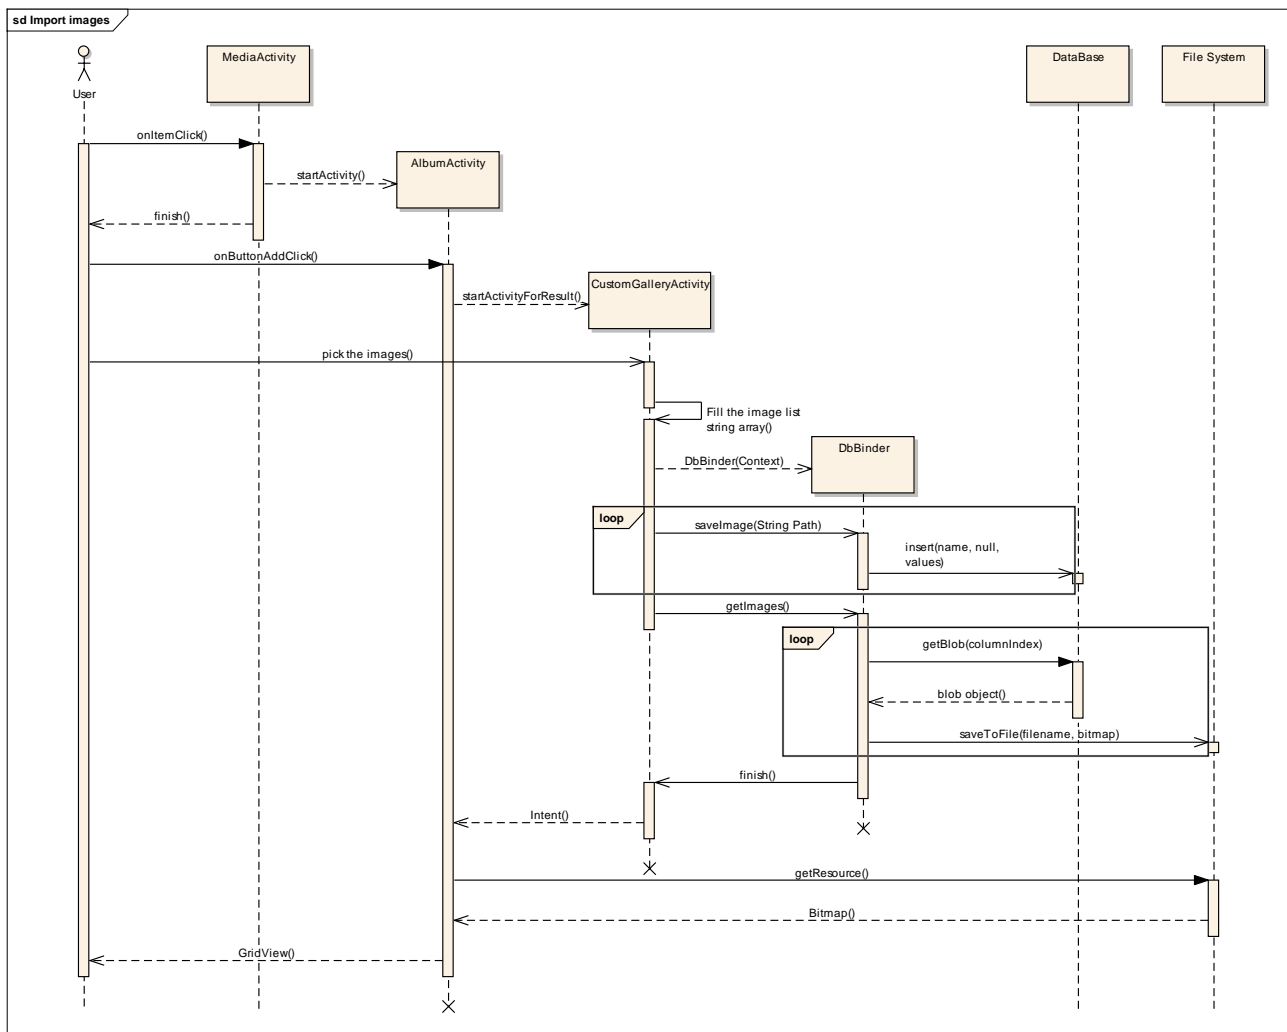 sd Import images
User
MediaActivity
DataBase
File System
onItemClick()
AlbumActivity
startActivity()
finish()
onButtonAddClick()
CustomGalleryActivity
startActivityForResult()
pick the images()
Fill the image list
string array()
DbBinder
DbBinder(Context)
loop
saveImage(String Path)
insert(name, null,
values)
getImages()
loop
getBlob(columnIndex)
blob object()
saveToFile(filename, bitmap)
finish()
Intent()
getResource()
Bitmap()
GridView()